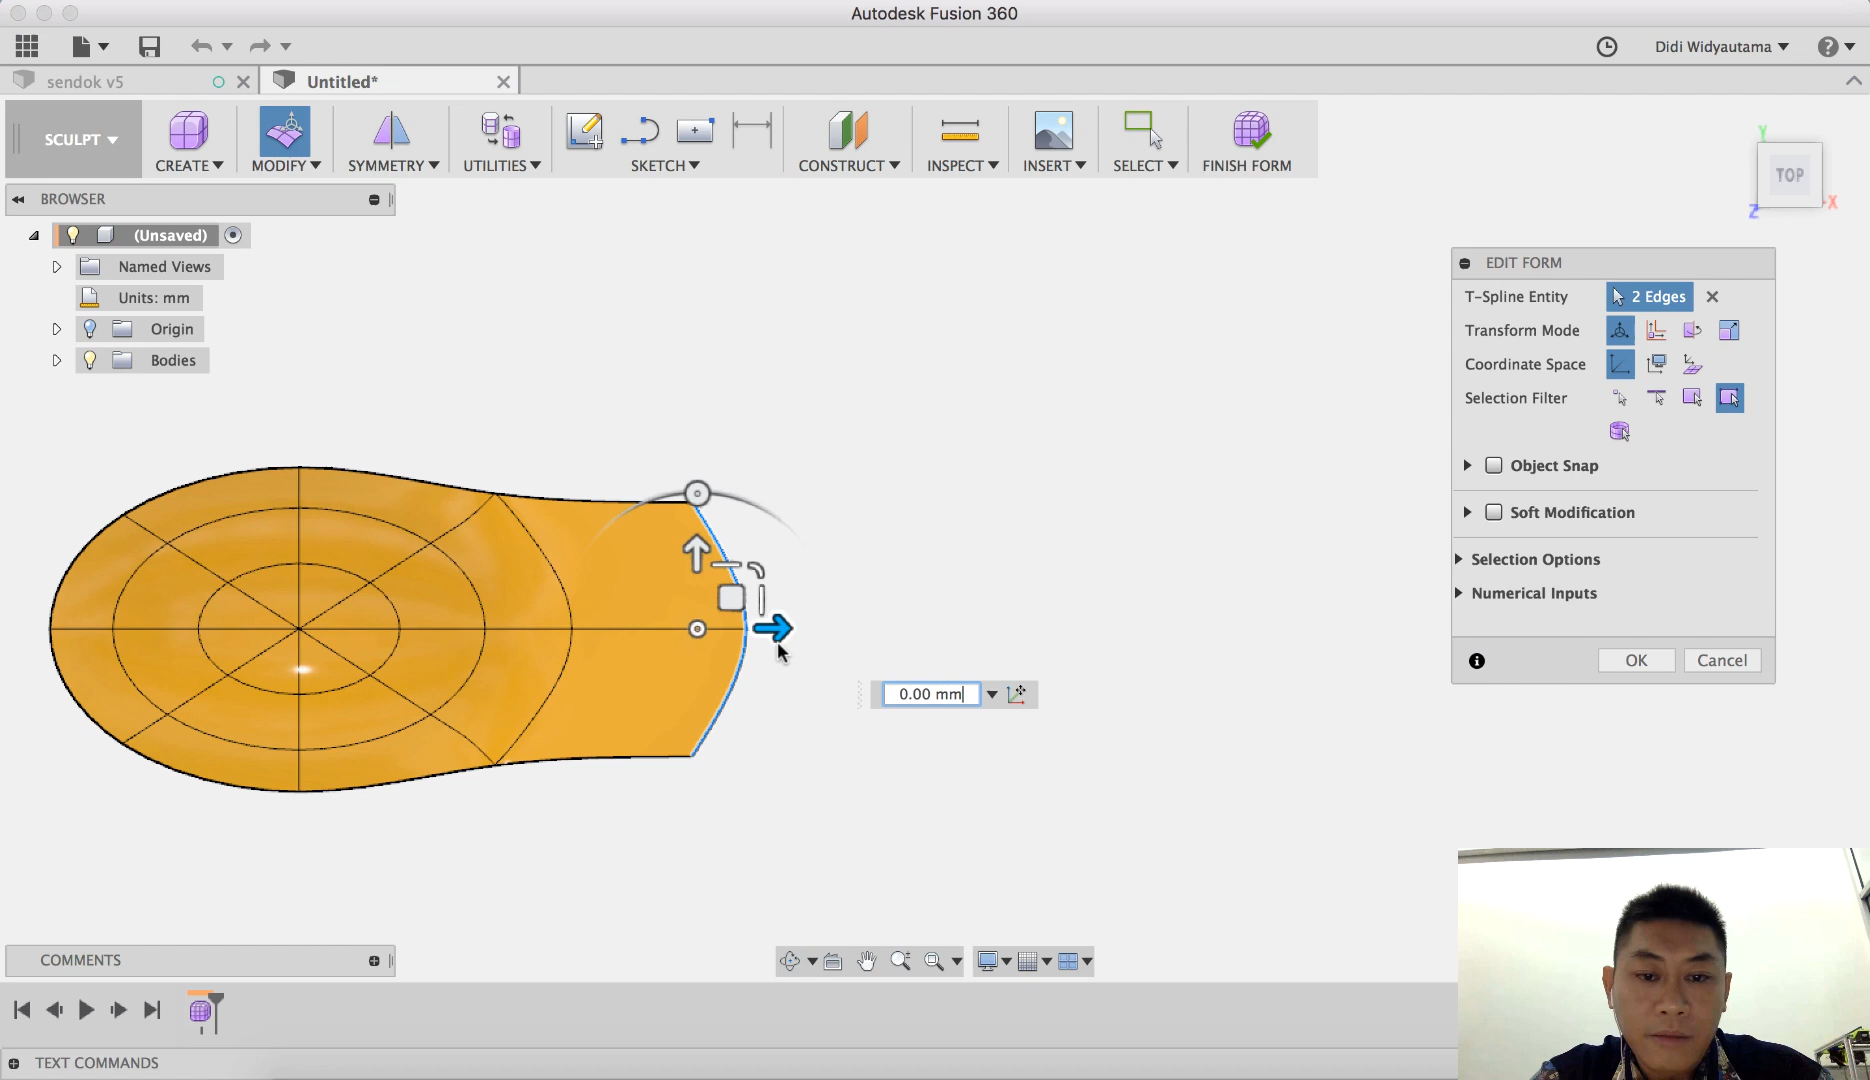 Autodesk Fusion 360
Didi Widyautama
sendok v5
Untitled*
SCULPT
CREATE
MODIFY
SYMMETRY
UTILITIES
SKETCH
CONSTRUCT
INSPECT
INSERT
SELECT
FINISH FORM
BROWSER
(Unsaved)
Named Views
Units: mm
Origin
Bodies
Y
TOP
Z
X
EDIT FORM
T-Spline Entity
2 Edges
Transform Mode
Coordinate Space
Selection Filter
Object Snap
Soft Modification
Selection Options
Numerical Inputs
OK
Cancel
0.00 mm
COMMENTS
TEXT COMMANDS